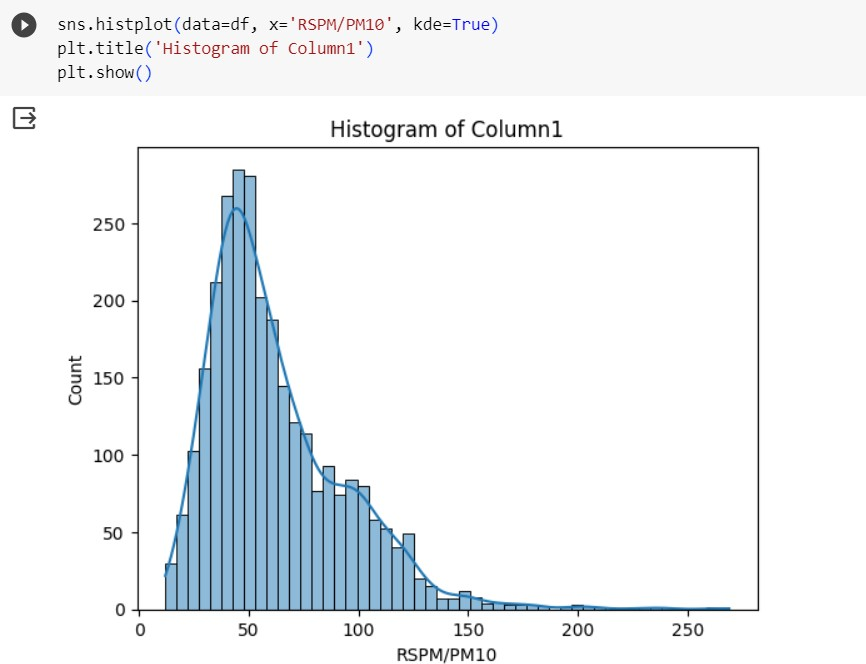 sns.histplot(data=df, x='RSPM/PM10', kde=True)
plt.title('Histogram of Column1')
plt.show()
Histogram of Column1
250
200
150
100
50
0
Count
0 50 100 150 200 250
RSPM/PM10